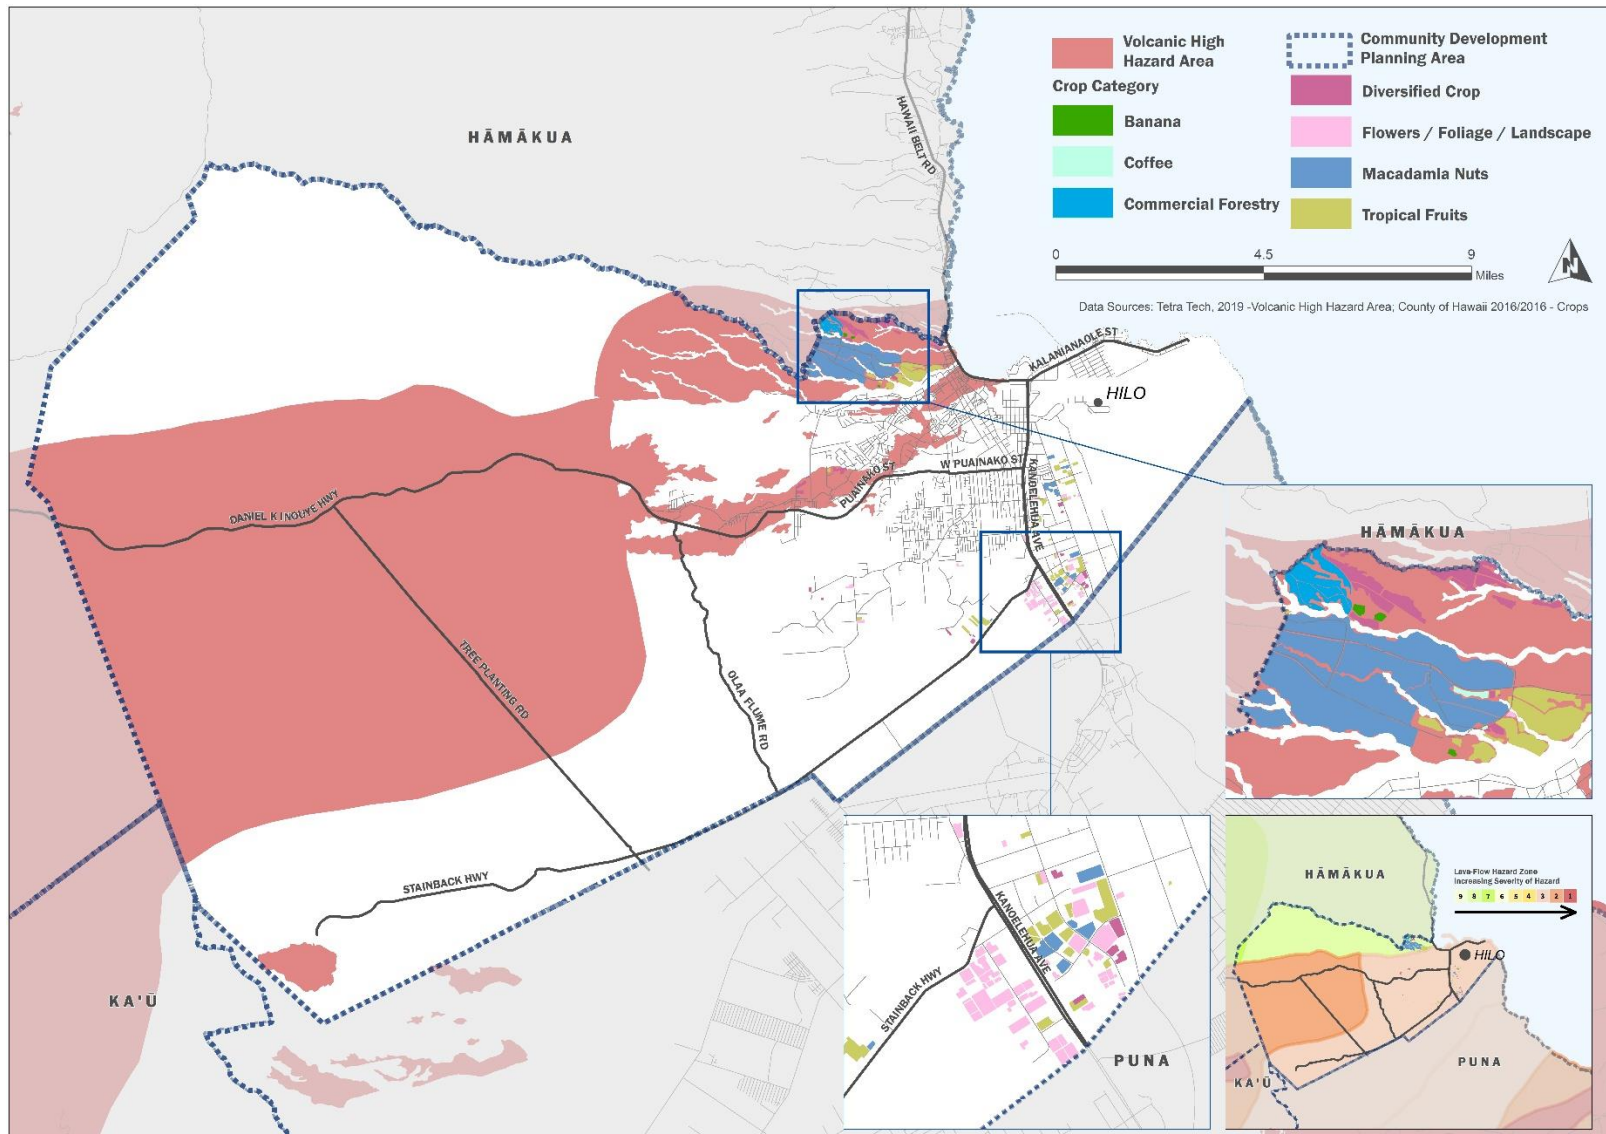 Volcanic High
Hazard Area
Crop Category
Banana
Coffee
Commercial Forestry
Community Development
Planning Area
Diversified Crop
Flowers / Foliage / Landscape
Macadamia Nuts
Tropical Fruits
0 4.5 9
Miles
N
Data Sources: Tetra Tech, 2019 -Volcanic High Hazard Area; County of Hawaii 2016/2016 - Crops
HĀMĀKUA
HAWAII BELT RD
KALANIANAOLE ST
HILO
W PUAINAKO ST
PUAINAKO ST
KANOELEHUA AVE
DANIEL K INOUYE HWY
TREE PLANTING RD
OLAA FLUME RD
STAINBACK HWY
KA'Ū
HĀMĀKUA
KANOELEHUA AVE
STAINBACK HWY
PUNA
HĀMĀKUA
Lava-Flow Hazard Zone
Increasing Severity of Hazard
9 8 7 6 5 4 3 2 1
HILO
PUNA
KA'Ū